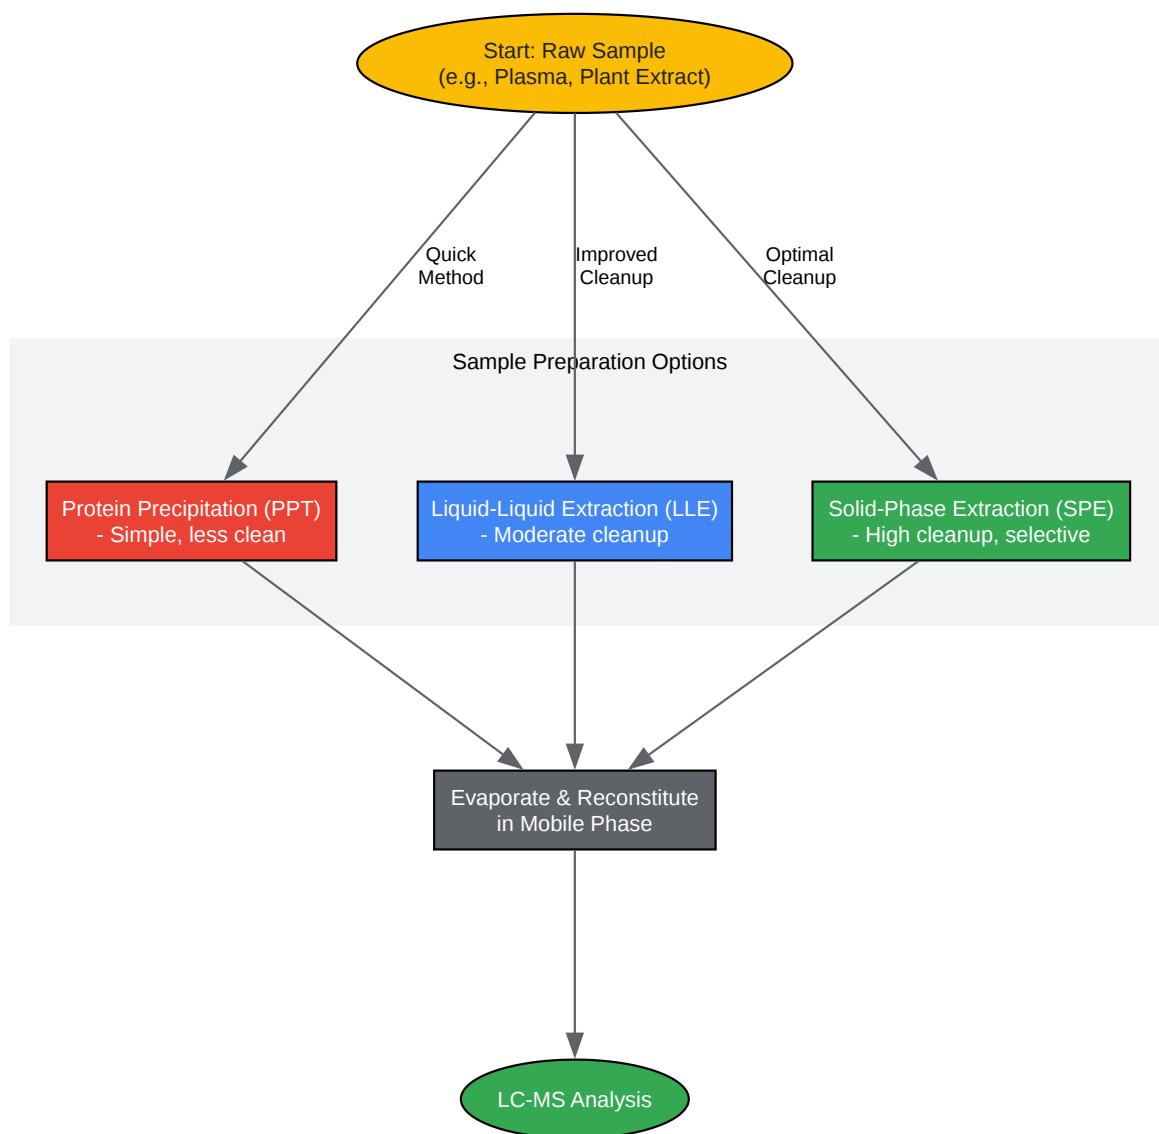 Start: Raw Sample
(e.g., Plasma, Plant Extract)
Quick
Method
Improved
Cleanup
Optimal
Cleanup
Sample Preparation Options
Protein Precipitation (PPT)
- Simple, less clean
Liquid-Liquid Extraction (LLE)
- Moderate cleanup
Solid-Phase Extraction (SPE)
- High cleanup, selective
Evaporate & Reconstitute
in Mobile Phase
LC-MS Analysis